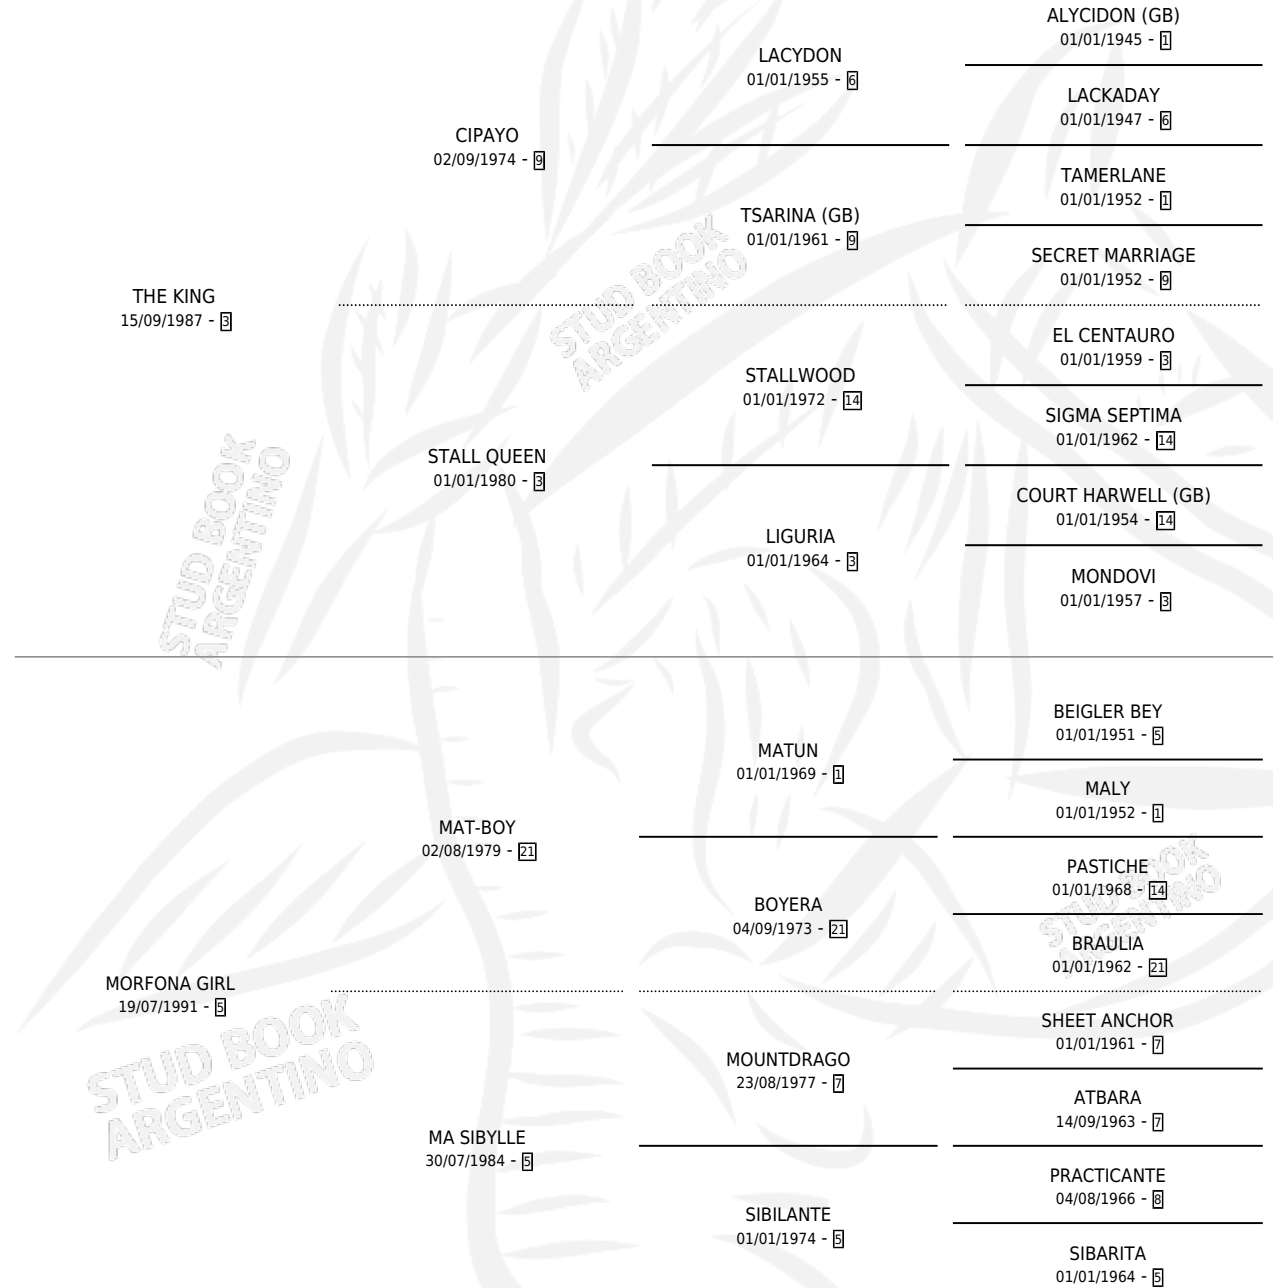 THE KING
15/09/1987 - 3
CIPAYO
02/09/1974 - 9
STALL QUEEN
01/01/1980 - 3
LACYDON
01/01/1955 - 6
TSARINA (GB)
01/01/1961 - 9
STALLWOOD
01/01/1972 - 14
LIGURIA
01/01/1964 - 3
ALYCIDON (GB)
01/01/1945 - 1
LACKADAY
01/01/1947 - 6
TAMERLANE
01/01/1952 - 1
SECRET MARRIAGE
01/01/1952 - 9
EL CENTAURO
01/01/1959 - 3
SIGMA SEPTIMA
01/01/1962 - 14
COURT HARWELL (GB)
01/01/1954 - 14
MONDOVI
01/01/1957 - 3
MORFONA GIRL
19/07/1991 - 5
MAT-BOY
02/08/1979 - 21
MA SIBYLLE
30/07/1984 - 5
MATUN
01/01/1969 - 1
BOYERA
04/09/1973 - 21
MOUNTDRAGO
23/08/1977 - 7
SIBILANTE
01/01/1974 - 5
BEIGLER BEY
01/01/1951 - 5
MALY
01/01/1952 - 1
PASTICHE
01/01/1968 - 14
BRAULIA
01/01/1962 - 21
SHEET ANCHOR
01/01/1961 - 7
ATBARA
14/09/1963 - 7
PRACTICANTE
04/08/1966 - 8
SIBARITA
01/01/1964 - 5
STUD BOOK
ARGENTINO
STUD BOOK
ARGENTINO
STUD BOOK
ARGENTINO
STUD BOOK
ARGENTINO